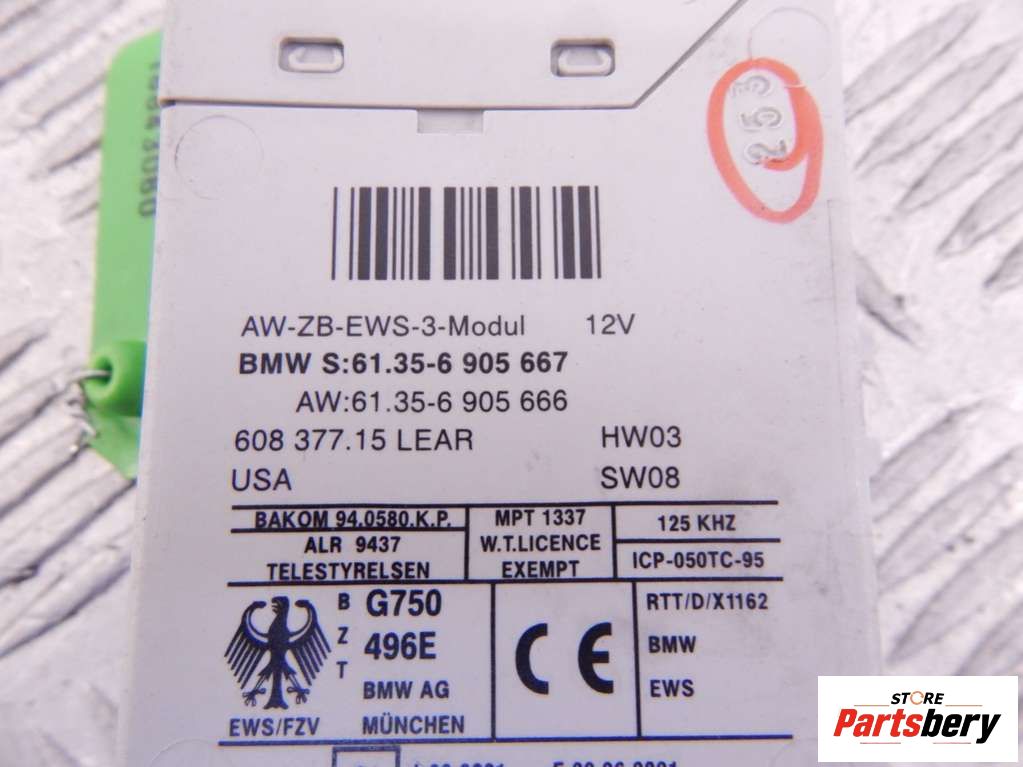 253
AW-ZB-EWS-3-Modul 12V
BMW S:61.35-6 905 667
AW:61.35-6 905 666
608 377.15 LEAR HW03
USA SW08
BAKOM 94.0580.K.P.
ALR 9437
TELESTYRELSEN
MPT 1337
W.T.LICENCE
EXEMPT
125 KHZ
ICP-050TC-95
BZT
G750
496E
BMW AG
MÜNCHEN
EWS/FZV
CE
RTT/D/X1162
BMW
EWS
STORE
Partsbery